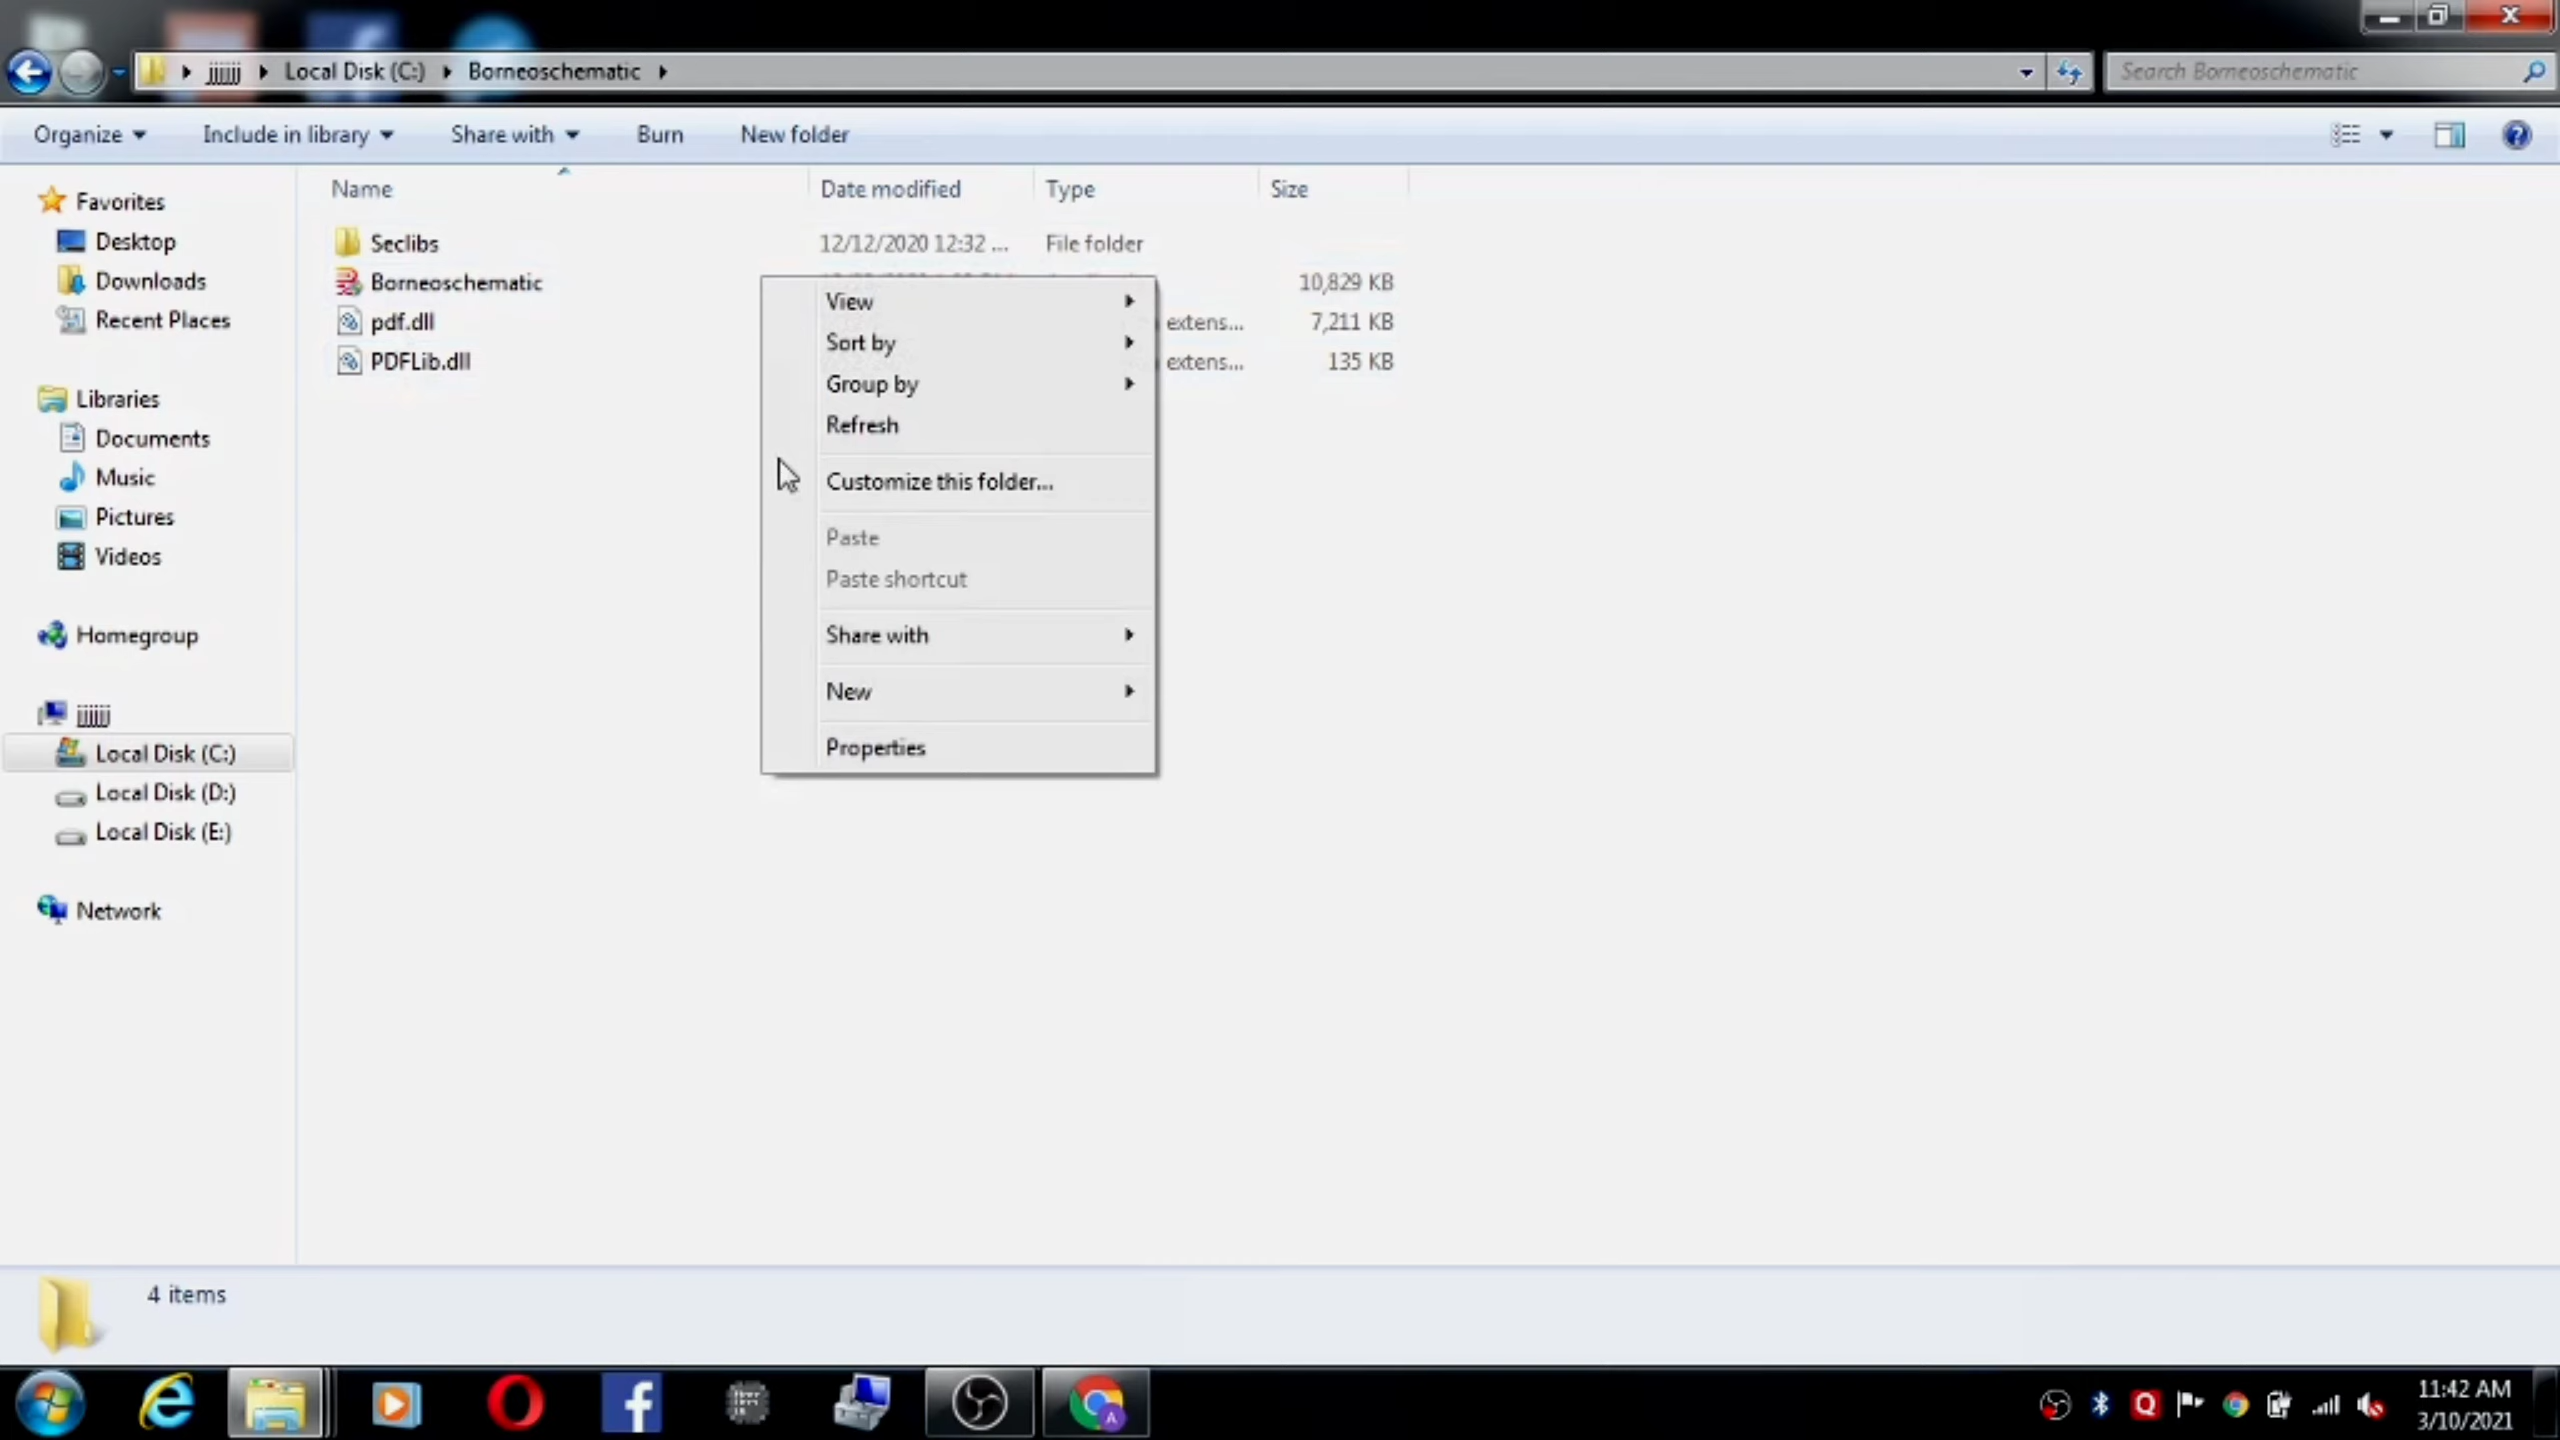 jjjjjj Local Disk (C:) Borneoschematic
Search Borneoschematic
Organize Include in library Share with Burn New folder
Name Date modified Type Size
Favorites
Desktop
Downloads
Recent Places
Libraries
Documents
Music
Pictures
Videos
Homegroup
jjjjjj
Local Disk (C:)
Local Disk (D:)
Local Disk (E:)
Network
Seclibs 12/12/2020 12:32 ... File folder
Borneoschematic 10,829 KB
pdf.dll extens... 7,211 KB
PDFLib.dll extens... 135 KB
View
Sort by
Group by
Refresh
Customize this folder...
Paste
Paste shortcut
Share with
New
Properties
4 items
11:42 AM
3/10/2021